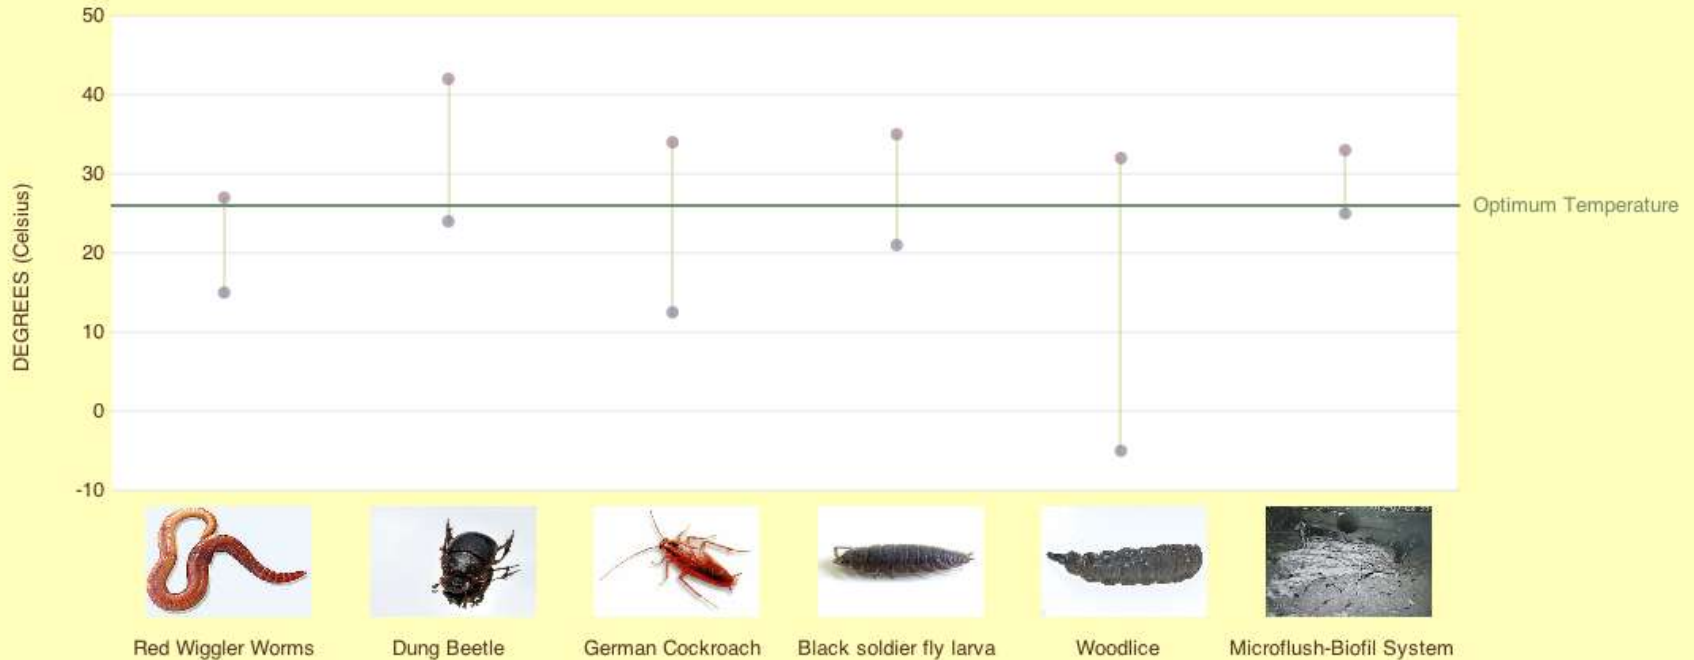 50
40
30
20
10
0
-10
DEGREES (Celsius)
Optimum Temperature
Red Wiggler Worms
Dung Beetle
German Cockroach
Black soldier fly larva
Woodlice
Microflush-Biofil System